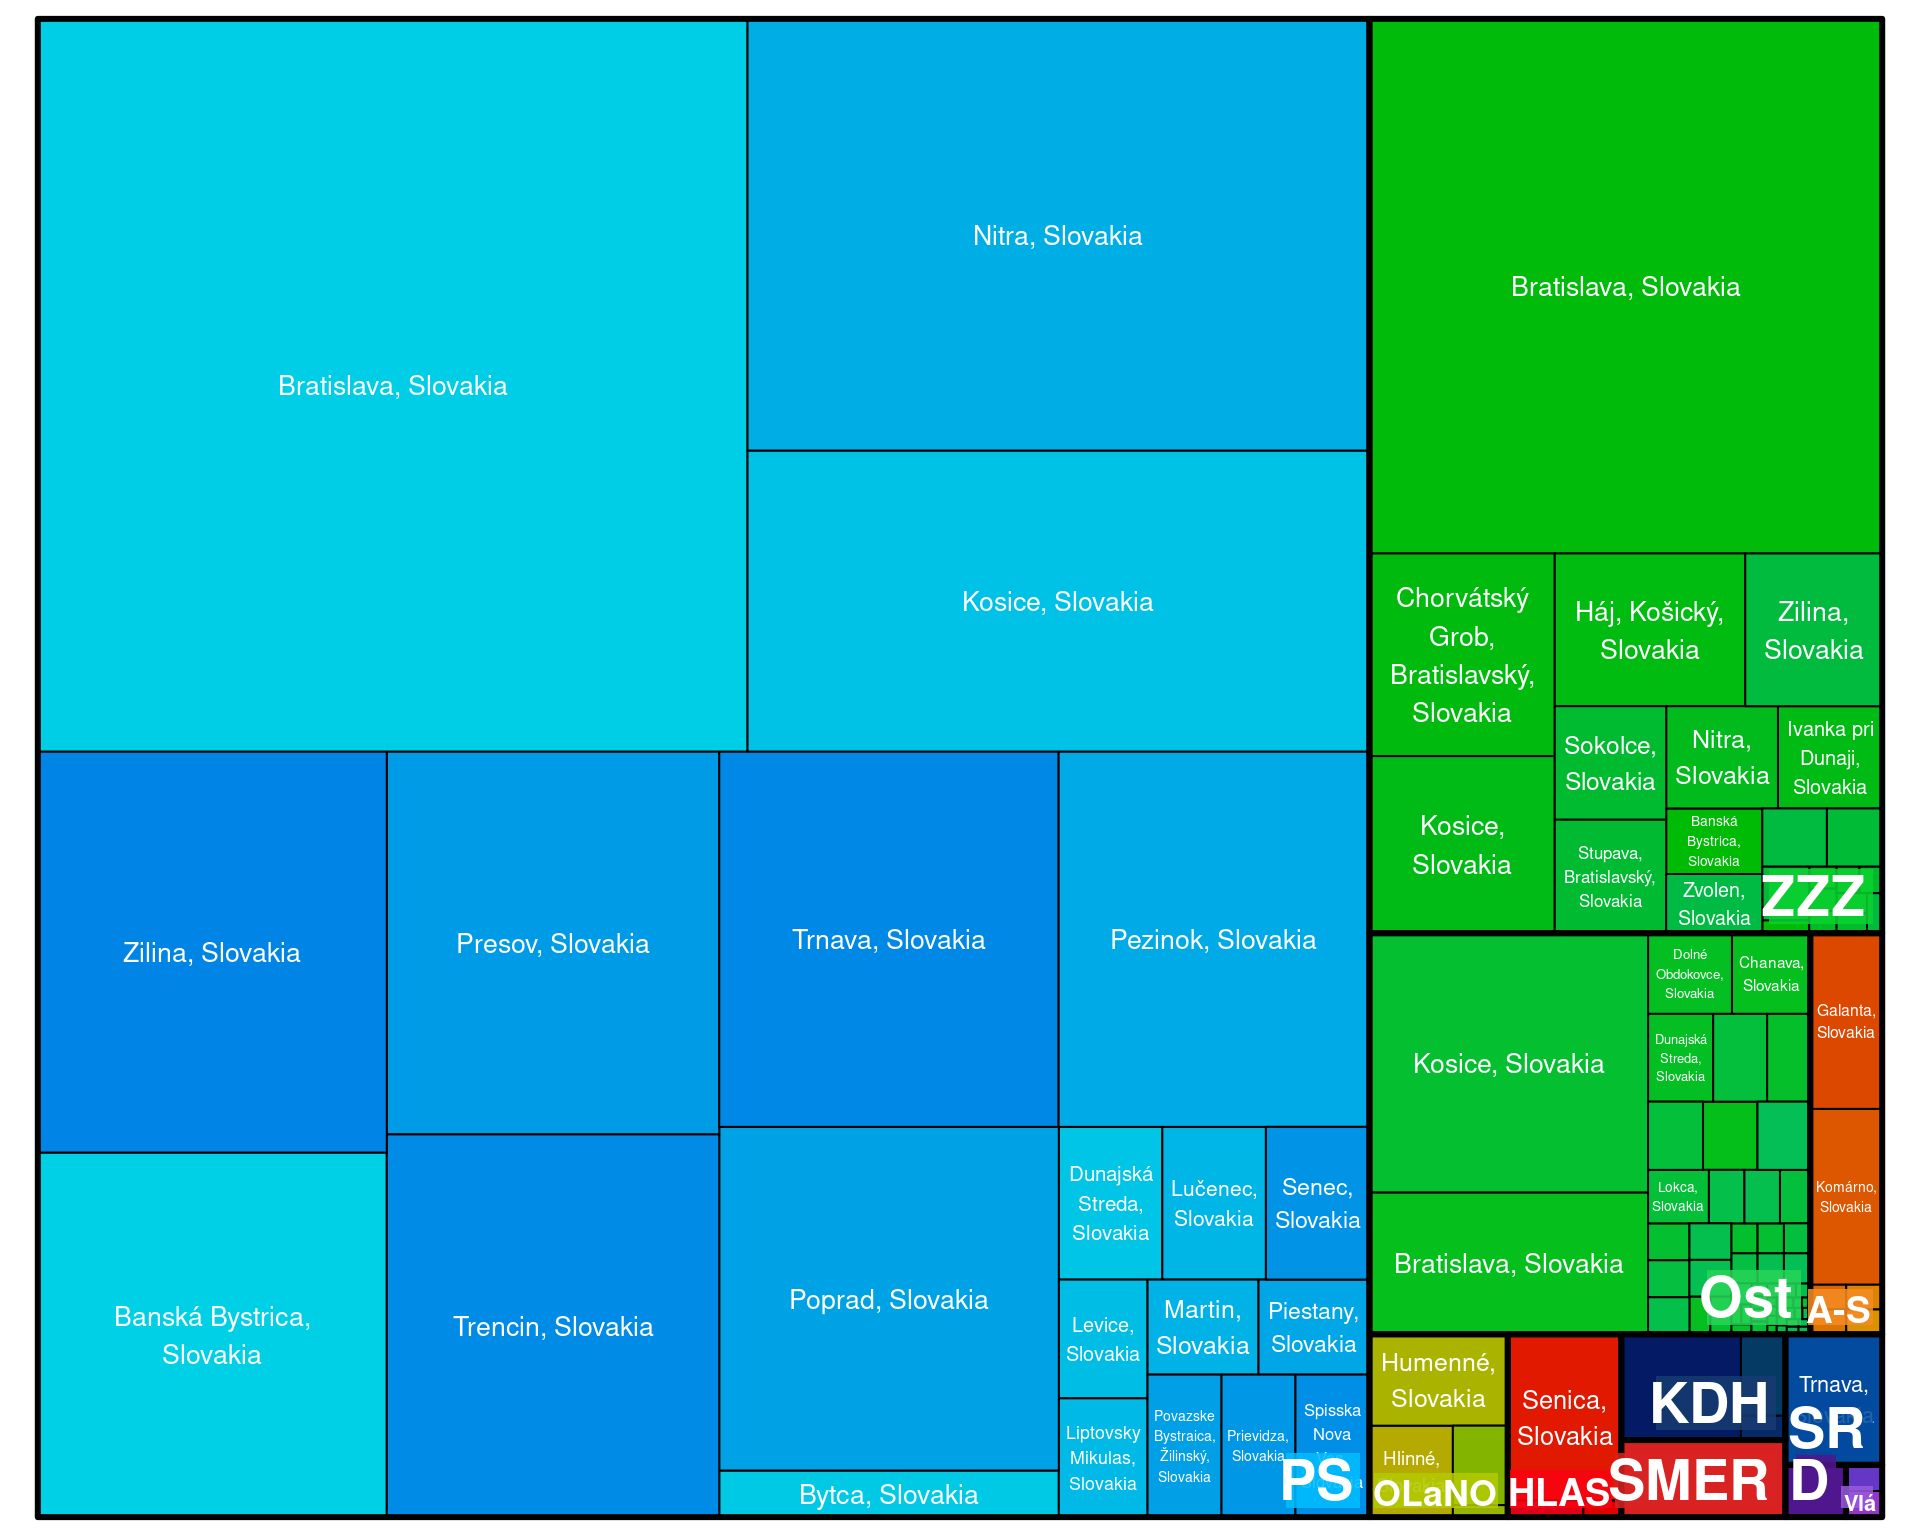 Bratislava, Slovakia
Nitra, Slovakia
Kosice, Slovakia
Zilina, Slovakia
Presov, Slovakia
Trnava, Slovakia
Pezinok, Slovakia
Banská Bystrica,
Slovakia
Trencin, Slovakia
Poprad, Slovakia
Bytca, Slovakia
Dunajská
Streda,
Slovakia
Lučenec,
Slovakia
Senec,
Slovakia
Levice,
Slovakia
Martin,
Slovakia
Piestany,
Slovakia
Liptovsky
Mikulas,
Slovakia
Povazske
Bystraica,
Žilinský,
Slovakia
Prievidza,
Slovakia
Spisska
Nova
PS
Bratislava, Slovakia
Chorvátský
Grob,
Bratislavský,
Slovakia
Háj, Košický,
Slovakia
Zilina,
Slovakia
Kosice,
Slovakia
Sokolce,
Slovakia
Nitra,
Slovakia
Ivanka pri
Dunaji,
Slovakia
Stupava,
Bratislavský,
Slovakia
Banská
Bystrica,
Slovakia
Zvolen,
Slovakia
ZZZ
Kosice, Slovakia
Bratislava, Slovakia
Dolné
Obdokovce,
Slovakia
Chanava,
Slovakia
Dunajská
Streda,
Slovakia
Lokca,
Slovakia
Ost
Galanta,
Slovakia
Komárno,
Slovakia
A-S
Humenné,
Slovakia
Hlinné,
OLaNO
Senica,
Slovakia
HLAS
KDH
SMER
Trnava,
SR
D
Vlá